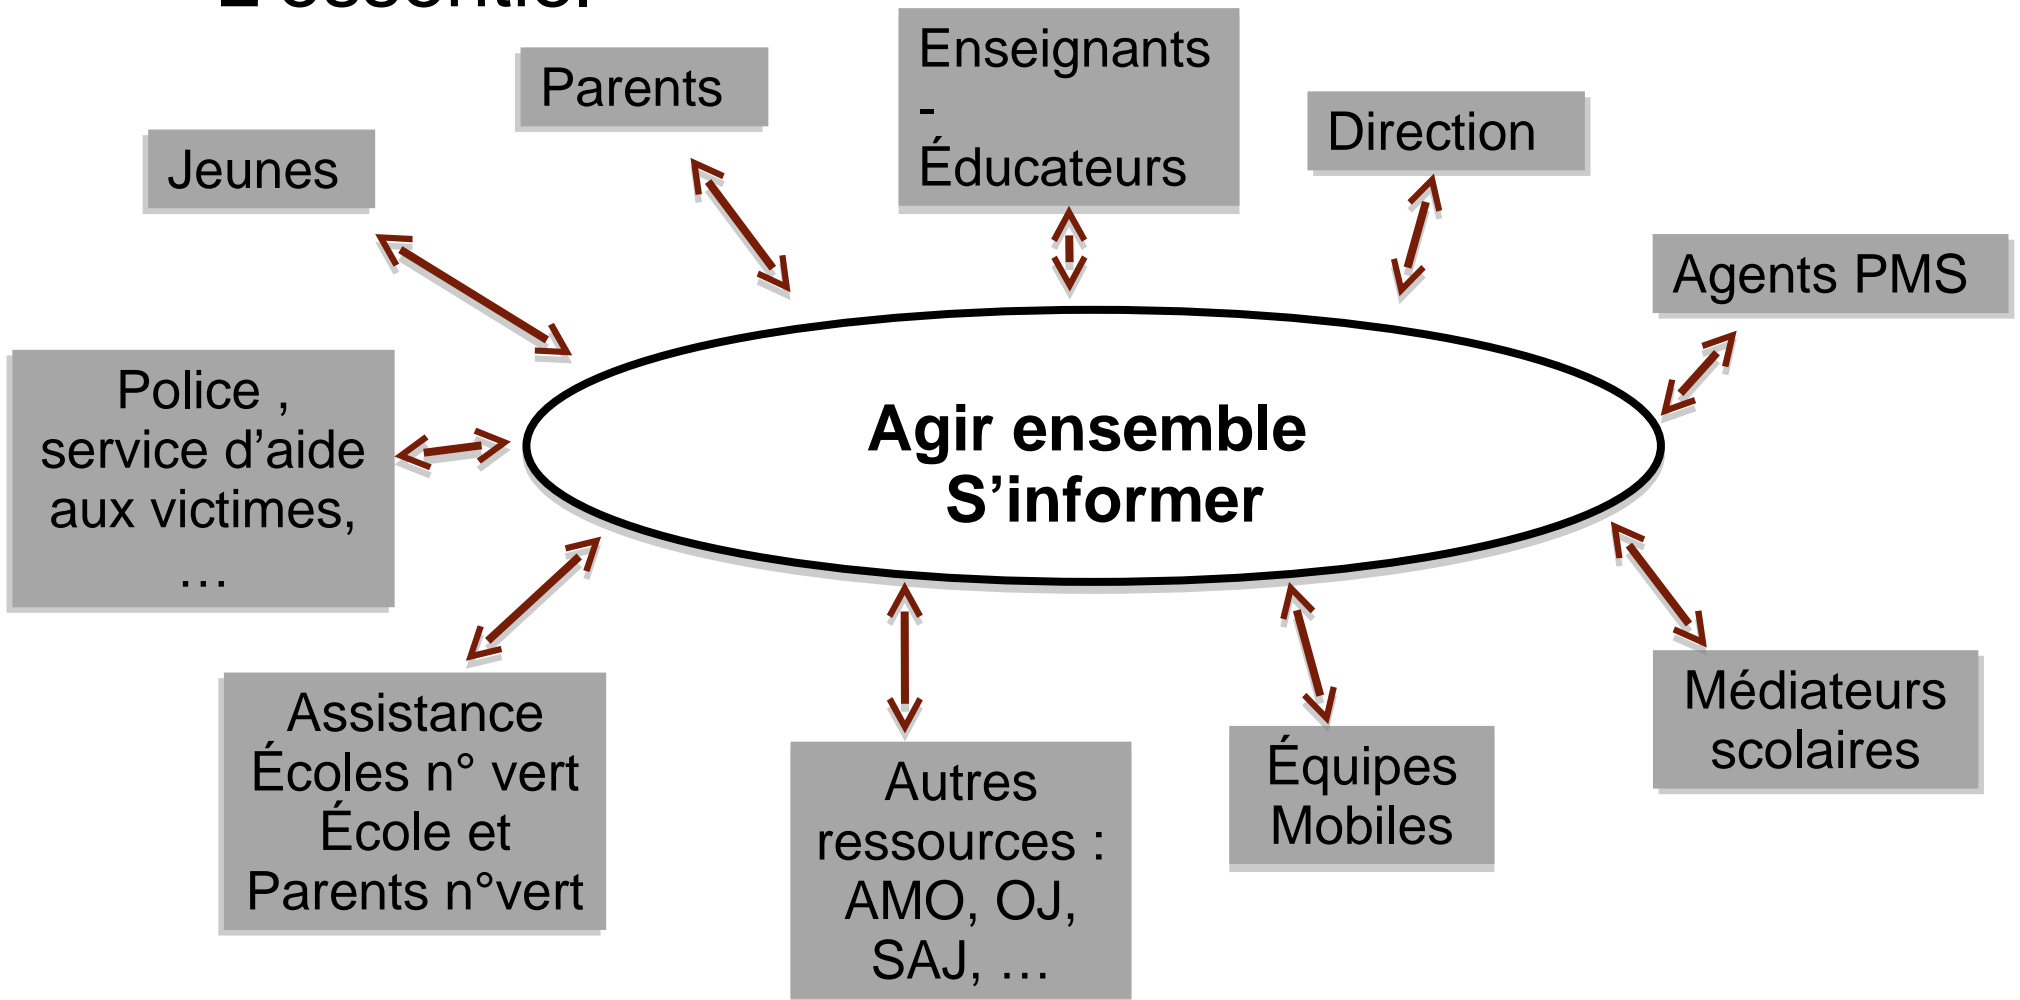 L'essentiel
Enseignants
-
Éducateurs
Parents
Direction
Jeunes
Agents PMS
Police ,
service d’aide
aux victimes,
…
Agir ensemble
S’informer
Médiateurs
scolaires
Assistance
Écoles n° vert
École et
Parents n°vert
Autres
ressources :
AMO, OJ,
SAJ, …
Équipes
Mobiles